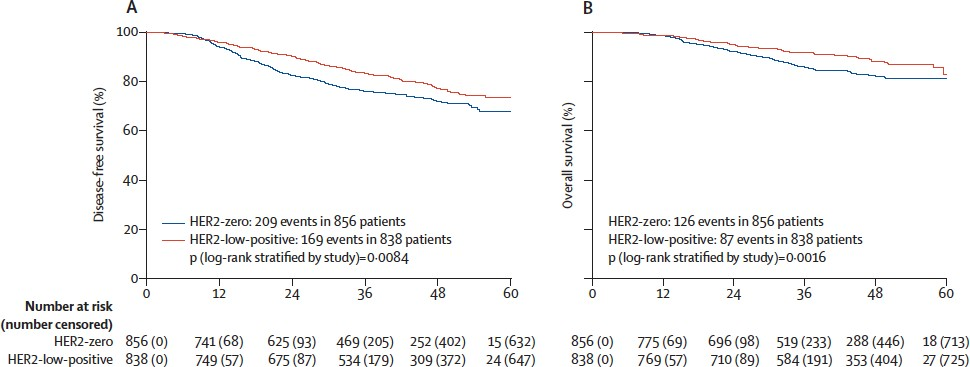 A
B
Disease-free survival (%)
100
80
60
40
20
0
HER2-zero: 209 events in 856 patients
HER2-low-positive: 169 events in 838 patients
p (log-rank stratified by study)=0·0084
0 12 24 36 48 60
Overall survival (%)
HER2-zero: 126 events in 856 patients
HER2-low-positive: 87 events in 838 patients
p (log-rank stratified by study)=0·0016
0 12 24 36 48 60
Number at risk
(number censored)
HER2-zero 856 (0) 741 (68) 625 (93) 469 (205) 252 (402) 15 (632) 856 (0) 775 (69) 696 (98) 519 (233) 288 (446) 18 (713)
HER2-low-positive 838 (0) 749 (57) 675 (87) 534 (179) 309 (372) 24 (647) 838 (0) 769 (57) 710 (89) 584 (191) 353 (404) 27 (725)